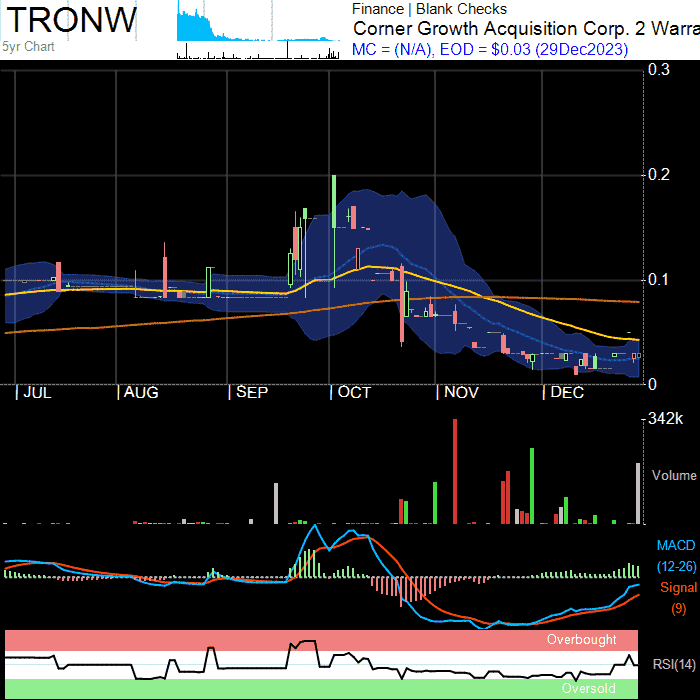 TRONW
5yr Chart
Finance | Blank Checks
Corner Growth Acquisition Corp. 2 Warra
MC = (N/A), EOD = $0.03 (29Dec2023)
0.3
0.2
0.1
0
JUL AUG SEP OCT NOV DEC
342k
Volume
MACD
(12-26)
Signal
(9)
Overbought
RSI(14)
Oversold